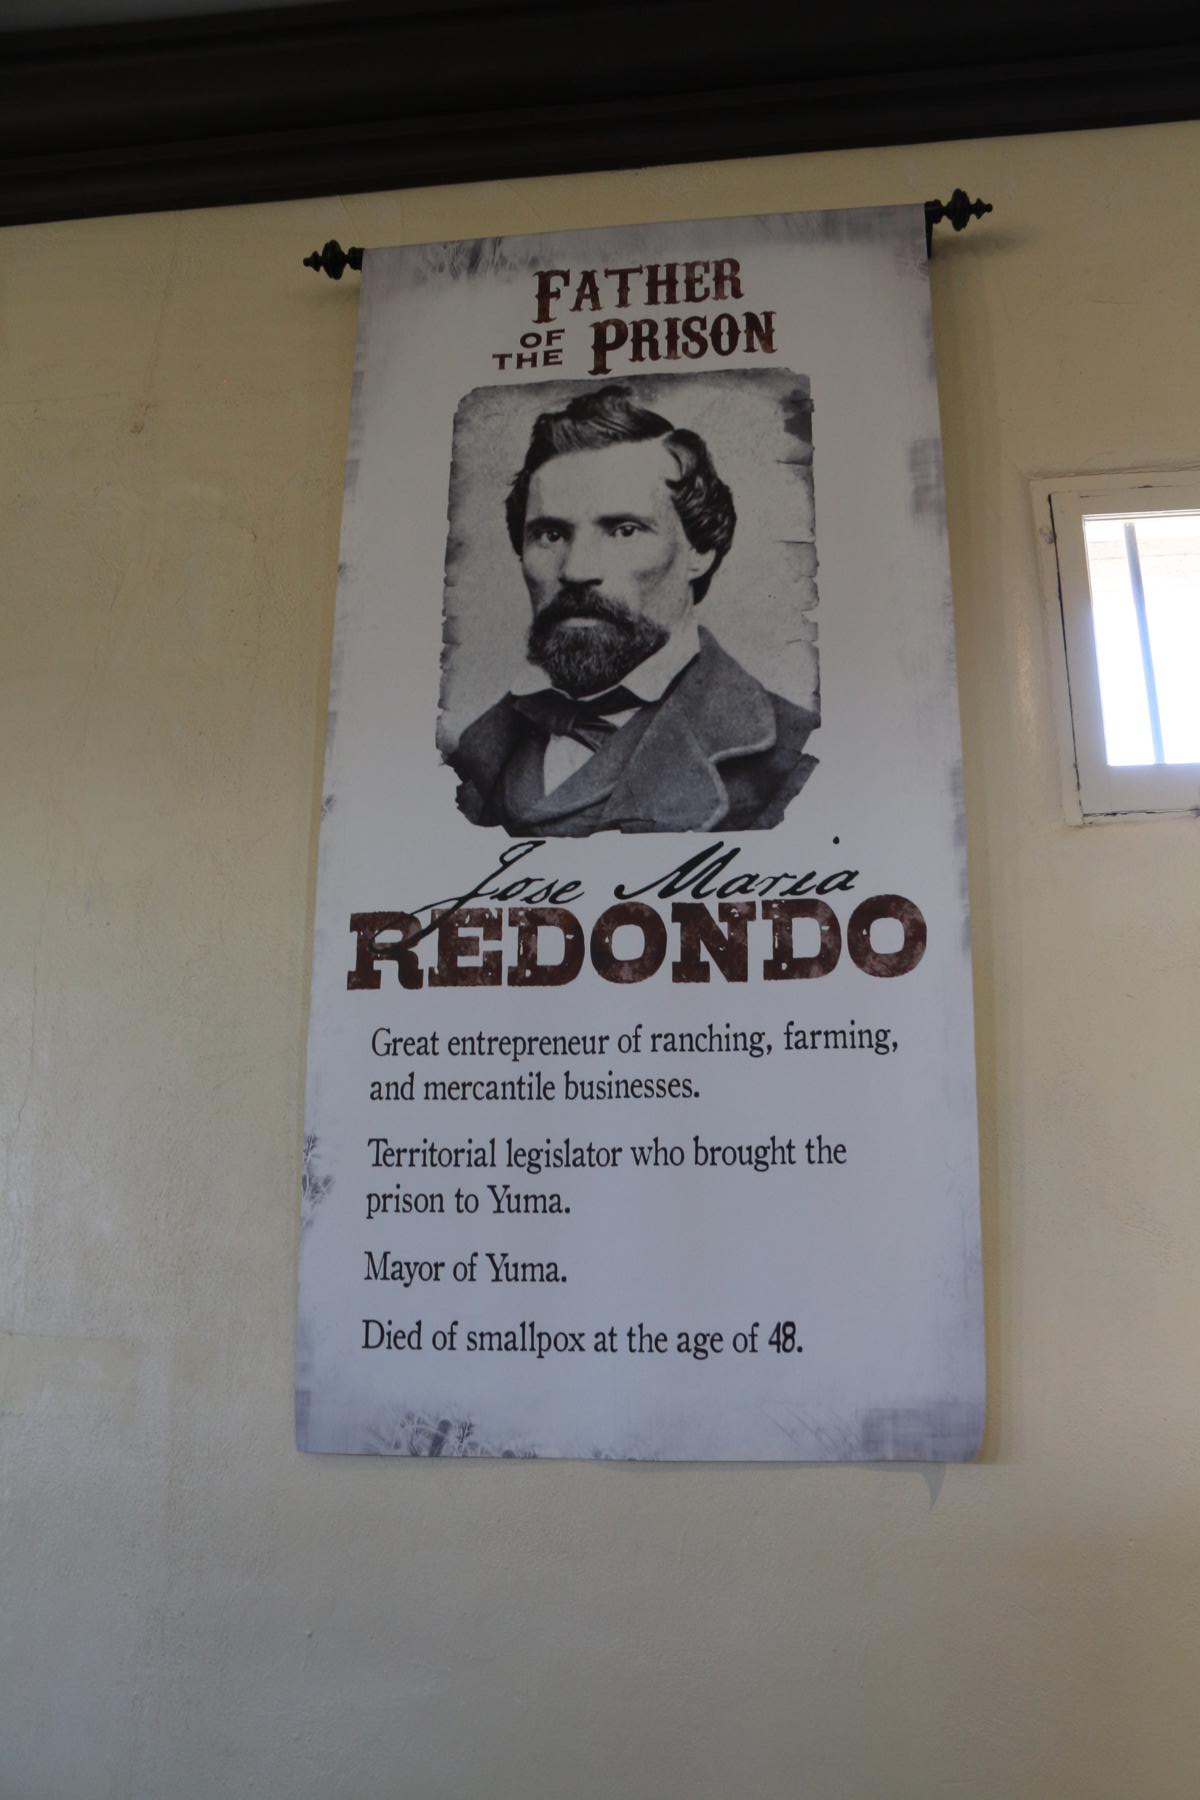 FATHER
OF THE PRISON
Jose Maria
REDONDO
Great entrepreneur of ranching, farming,
and mercantile businesses.
Territorial legislator who brought the
prison to Yuma.
Mayor of Yuma.
Died of smallpox at the age of 48.